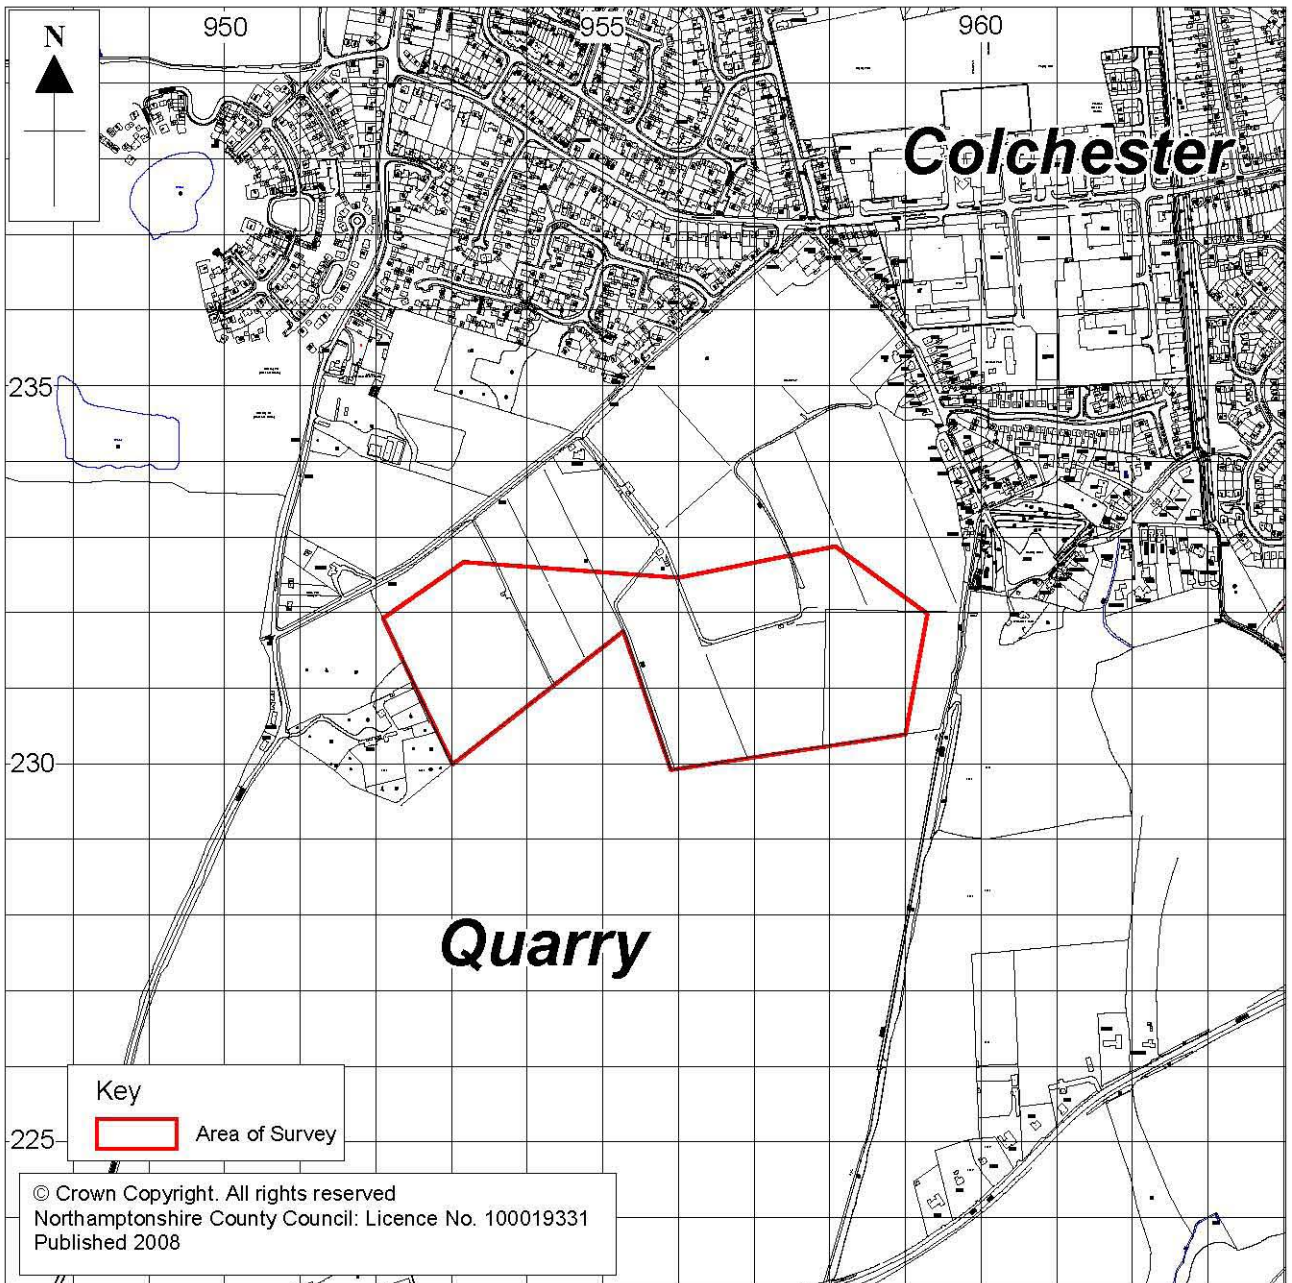 N
950
955
960
Colchester
235
230
Quarry
Key
Area of Survey
225
© Crown Copyright. All rights reserved
Northamptonshire County Council: Licence No. 100019331
Published 2008